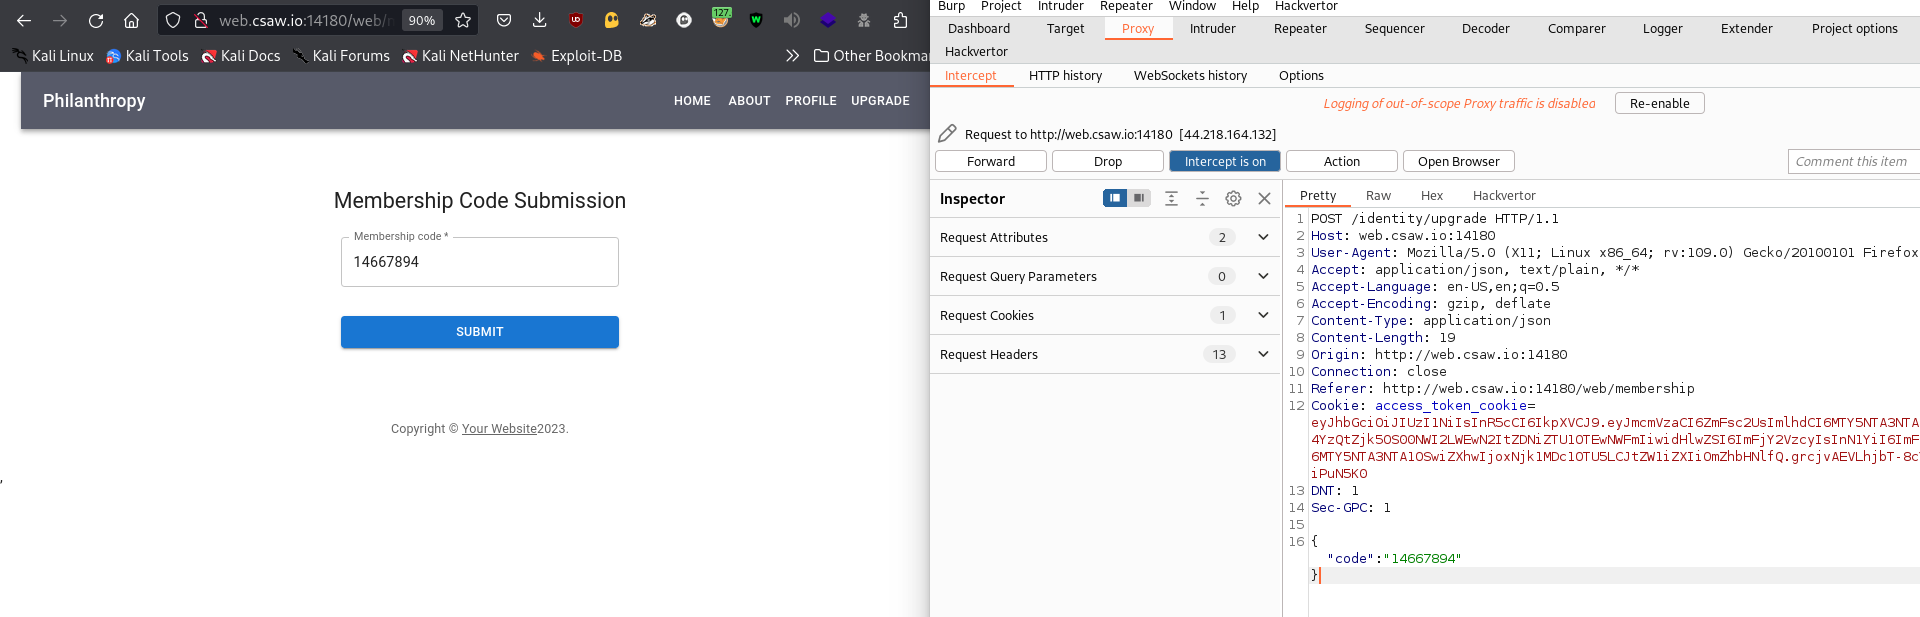 web.csaw.io:14180/web/m
90%
127.
Kali Linux
Kali Tools
Kali Docs
Kali Forums
Kali NetHunter
Exploit-DB
Other Bookma
Philanthropy
HOME
ABOUT
PROFILE
UPGRADE
Membership Code Submission
Membership code *
14667894
SUBMIT
Copyright © Your Website2023.
Burp
Project
Intruder
Repeater
Window
Help
Hackvertor
Dashboard
Target
Proxy
Intruder
Repeater
Sequencer
Decoder
Comparer
Logger
Extender
Project options
Hackvertor
Intercept
HTTP history
WebSockets history
Options
Logging of out-of-scope Proxy traffic is disabled
Re-enable
Request to http://web.csaw.io:14180 [44.218.164.132]
Forward
Drop
Intercept is on
Action
Open Browser
Comment this item
Inspector
Request Attributes
2
Request Query Parameters
0
Request Cookies
1
Request Headers
13
Pretty
Raw
Hex
Hackvertor
1 POST /identity/upgrade HTTP/1.1
2 Host: web.csaw.io:14180
3 User-Agent: Mozilla/5.0 (X11; Linux x86_64; rv:109.0) Gecko/20100101 Firefox
4 Accept: application/json, text/plain, */*
5 Accept-Language: en-US,en;q=0.5
6 Accept-Encoding: gzip, deflate
7 Content-Type: application/json
8 Content-Length: 19
9 Origin: http://web.csaw.io:14180
10 Connection: close
11 Referer: http://web.csaw.io:14180/web/membership
12 Cookie: access_token_cookie=
eyJhbGciOiJIUzI1NiIsInR5cCI6IkpXVCJ9.eyJmcmVzaCI6ZmFsc2UsImlhdCI6MTY5NTA3NTA
4YzQtZjk5OS00NWI2LWEwN2ItZDNiZTU1OTEwNWFmIiwidHlwZSI6ImFjY2VzcyIsInN1YiI6ImF
6MTY5NTA3NTA1OSwiZXhwIjoxNjk1MDc1OTU5LCJtZW1iZXIiOmZhbHNlfQ.grcjvAEVLhjbT-8c
iPuN5K0
13 DNT: 1
14 Sec-GPC: 1
15
16 {
"code":"14667894"
}